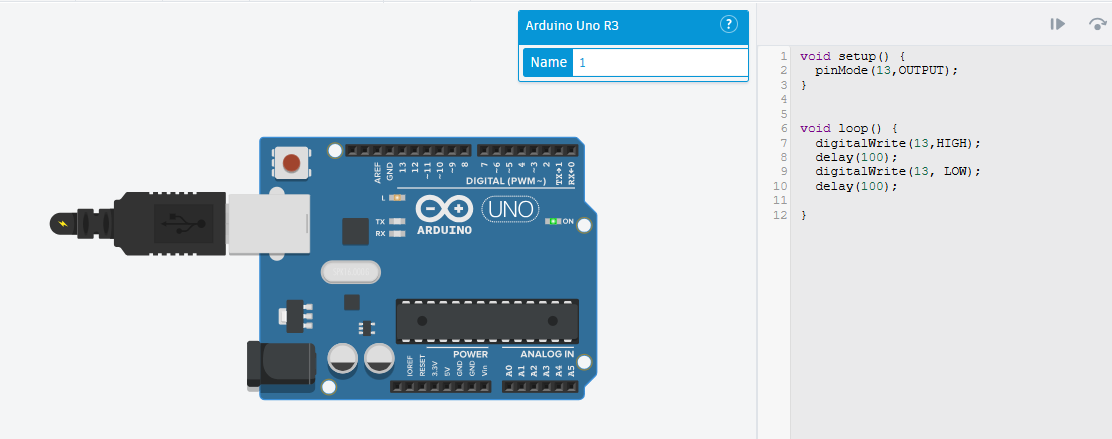 Arduino Uno R3
?
Name 1
1 void setup() {
2 pinMode(13,OUTPUT);
3 }
4
5
6 void loop() {
7 digitalWrite(13,HIGH);
8 delay(100);
9 digitalWrite(13, LOW);
10 delay(100);
11
12 }
AREF GND 13 12 ~11 ~10 ~9 8 7 ~6 ~5 4 ~3 2 TX→1 RX←0
DIGITAL (PWM~)
L
TX
RX
UNO
ON
ARDUINO
POWER ANALOG IN
IOREF RESET 3.3V 5V GND GND Vin A0 A1 A2 A3 A4 A5